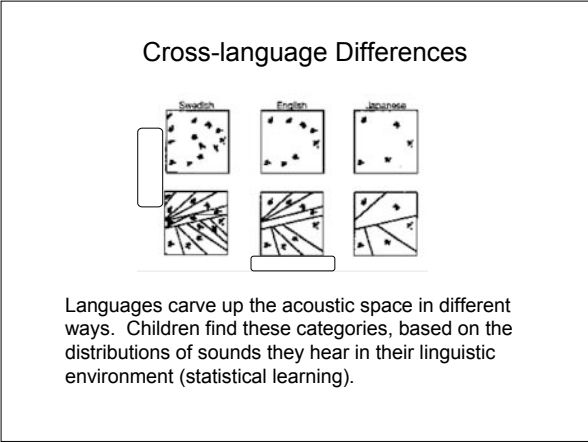 Cross-language Differences
Swedish English Japanese
Languages carve up the acoustic space in different
ways.  Children find these categories, based on the
distributions of sounds they hear in their linguistic
environment (statistical learning).